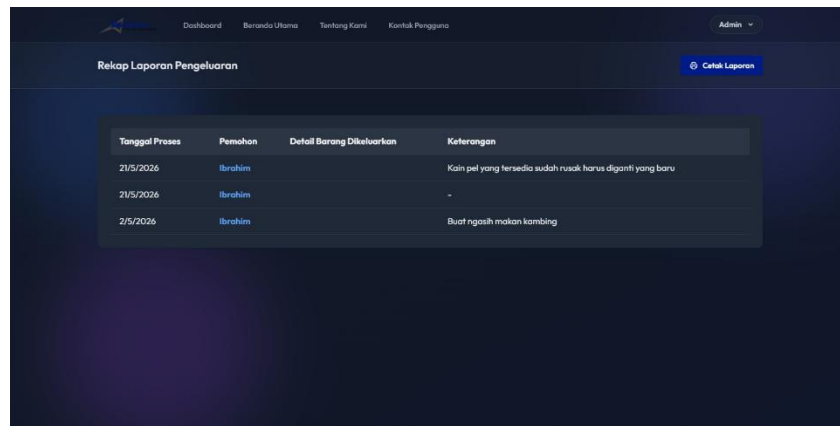 Dashboard Beranda Utama Tentang Kami Kontak Pengguna Admin
Rekap Laporan Pengeluaran Cetak Laporan
Tanggal Proses Pemohon Detail Barang Dikeluarkan Keterangan
21/5/2026 Ibrahim Kain pel yang tersedia sudah rusak harus diganti yang baru
21/5/2026 Ibrahim -
2/5/2026 Ibrahim Buat ngasih makan kambing